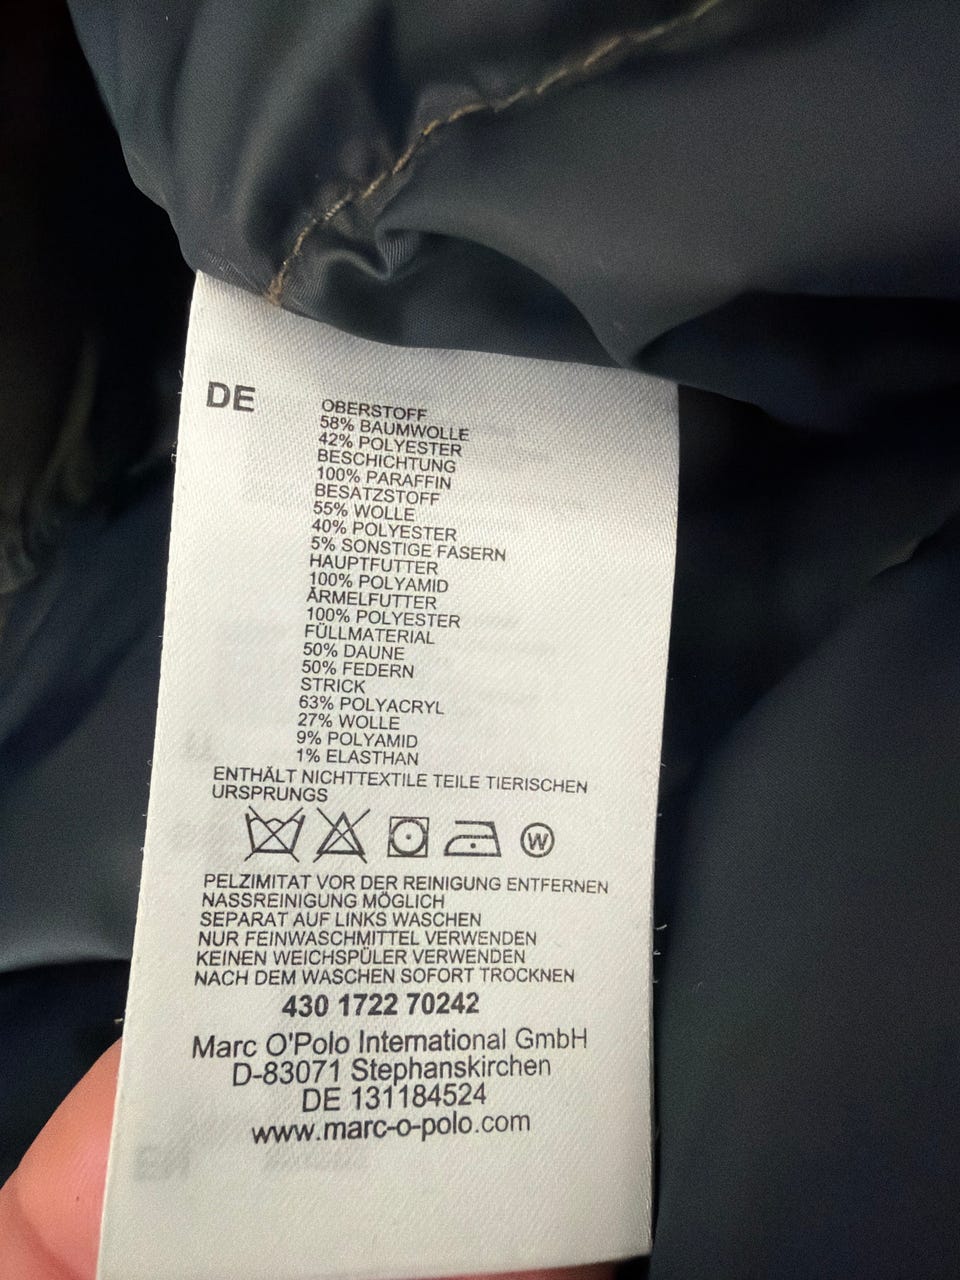 DE
OBERSTOFF
58% BAUMWOLLE
42% POLYESTER
BESCHICHTUNG
100% PARAFFIN
BESATZSTOFF
55% WOLLE
40% POLYESTER
5% SONSTIGE FASERN
HAUPTFUTTER
100% POLYAMID
ÄRMELFUTTER
100% POLYESTER
FÜLLMATERIAL
50% DAUNE
50% FEDERN
STRICK
63% POLYACRYL
27% WOLLE
9% POLYAMID
1% ELASTHAN
ENTHÄLT NICHTTEXTILE TEILE TIERISCHEN
URSPRUNGS
W
PELZIMITAT VOR DER REINIGUNG ENTFERNEN
NASSREINIGUNG MÖGLICH
SEPARAT AUF LINKS WASCHEN
NUR FEINWASCHMITTEL VERWENDEN
KEINEN WEICHSPÜLER VERWENDEN
NACH DEM WASCHEN SOFORT TROCKNEN
430 1722 70242
Marc O'Polo International GmbH
D-83071 Stephanskirchen
DE 131184524
www.marc-o-polo.com